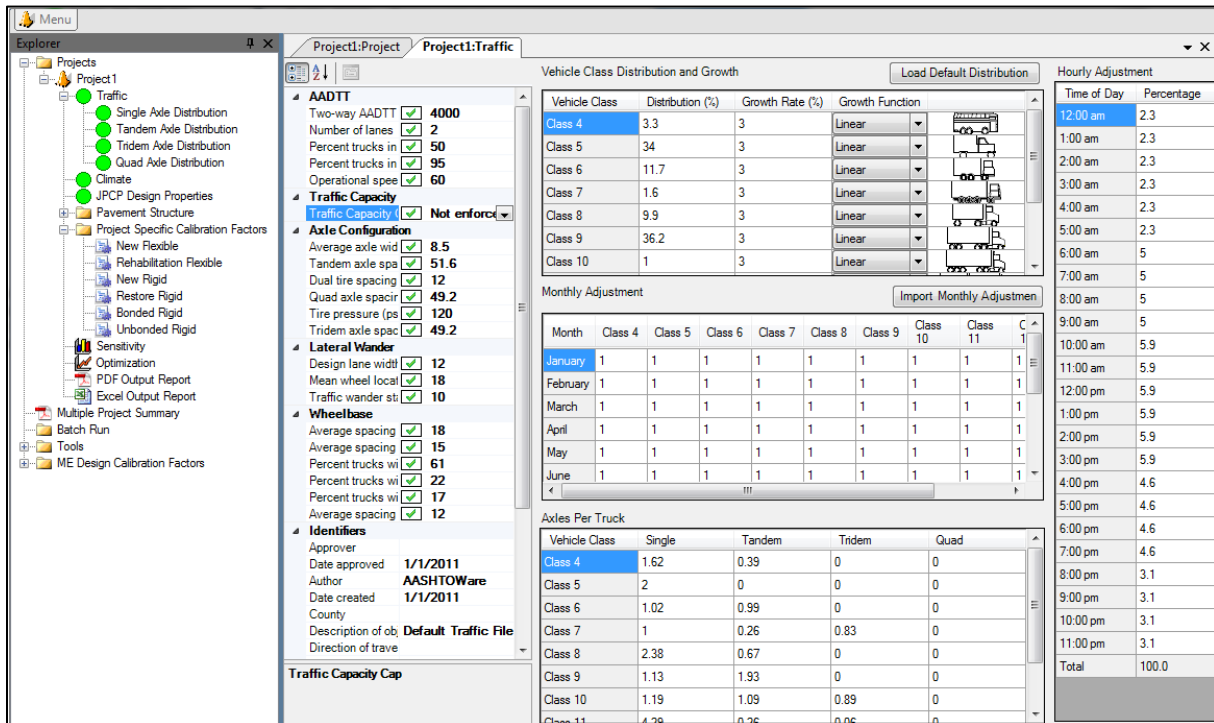 Menu
Explorer
Projects
Project1
Traffic
Single Axle Distribution
Tandem Axle Distribution
Tridem Axle Distribution
Quad Axle Distribution
Climate
JPCP Design Properties
Pavement Structure
Project Specific Calibration Factors
New Flexible
Rehabilitation Flexible
New Rigid
Restore Rigid
Bonded Rigid
Unbonded Rigid
Sensitivity
Optimization
PDF Output Report
Excel Output Report
Multiple Project Summary
Batch Run
Tools
ME Design Calibration Factors
Project1:Project Project1:Traffic
AADTT
Two-way AADTT 4000
Number of lanes 2
Percent trucks in 50
Percent trucks in 95
Operational spee 60
Traffic Capacity
Traffic Capacity ( Not enforce
Axle Configuration
Average axle wid 8.5
Tandem axle spa 51.6
Dual tire spacing 12
Quad axle spacir 49.2
Tire pressure (ps 120
Tridem axle spac 49.2
Lateral Wander
Design lane width 12
Mean wheel locat 18
Traffic wander sta 10
Wheelbase
Average spacing 18
Average spacing 15
Percent trucks wi 61
Percent trucks wi 22
Percent trucks wi 17
Average spacing 12
Identifiers
Approver
Date approved 1/1/2011
Author AASHTOWare
Date created 1/1/2011
County
Description of obj Default Traffic File
Direction of trave
Traffic Capacity Cap
Vehicle Class Distribution and Growth Load Default Distribution
Vehicle Class Distribution (%) Growth Rate (%) Growth Function
Class 4 3.3 3 Linear
Class 5 34 3 Linear
Class 6 11.7 3 Linear
Class 7 1.6 3 Linear
Class 8 9.9 3 Linear
Class 9 36.2 3 Linear
Class 10 1 3 Linear
Monthly Adjustment Import Monthly Adjustmen
Month Class 4 Class 5 Class 6 Class 7 Class 8 Class 9 Class 10 Class 11 C 1
January 1 1 1 1 1 1 1 1 1
February 1 1 1 1 1 1 1 1 1
March 1 1 1 1 1 1 1 1 1
April 1 1 1 1 1 1 1 1 1
May 1 1 1 1 1 1 1 1 1
June 1 1 1 1 1 1 1 1 1
Axles Per Truck
Vehicle Class Single Tandem Tridem Quad
Class 4 1.62 0.39 0 0
Class 5 2 0 0 0
Class 6 1.02 0.99 0 0
Class 7 1 0.26 0.83 0
Class 8 2.38 0.67 0 0
Class 9 1.13 1.93 0 0
Class 10 1.19 1.09 0.89 0
Class 11 4.29 0.26 0.06 0
Hourly Adjustment
Time of Day Percentage
12:00 am 2.3
1:00 am 2.3
2:00 am 2.3
3:00 am 2.3
4:00 am 2.3
5:00 am 2.3
6:00 am 5
7:00 am 5
8:00 am 5
9:00 am 5
10:00 am 5.9
11:00 am 5.9
12:00 pm 5.9
1:00 pm 5.9
2:00 pm 5.9
3:00 pm 5.9
4:00 pm 4.6
5:00 pm 4.6
6:00 pm 4.6
7:00 pm 4.6
8:00 pm 3.1
9:00 pm 3.1
10:00 pm 3.1
11:00 pm 3.1
Total 100.0